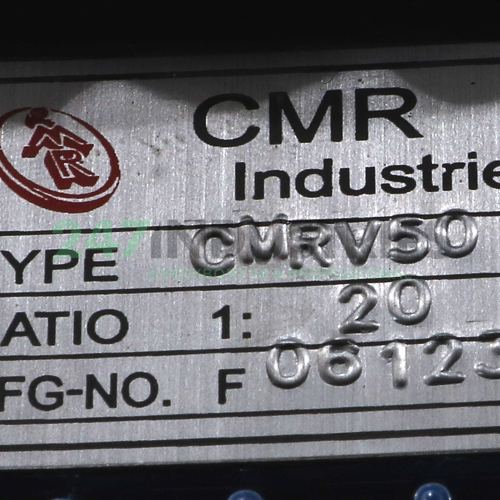 CMR
Industrie
YPE CMRV50
ATIO 1: 20
FG-NO. F 06123